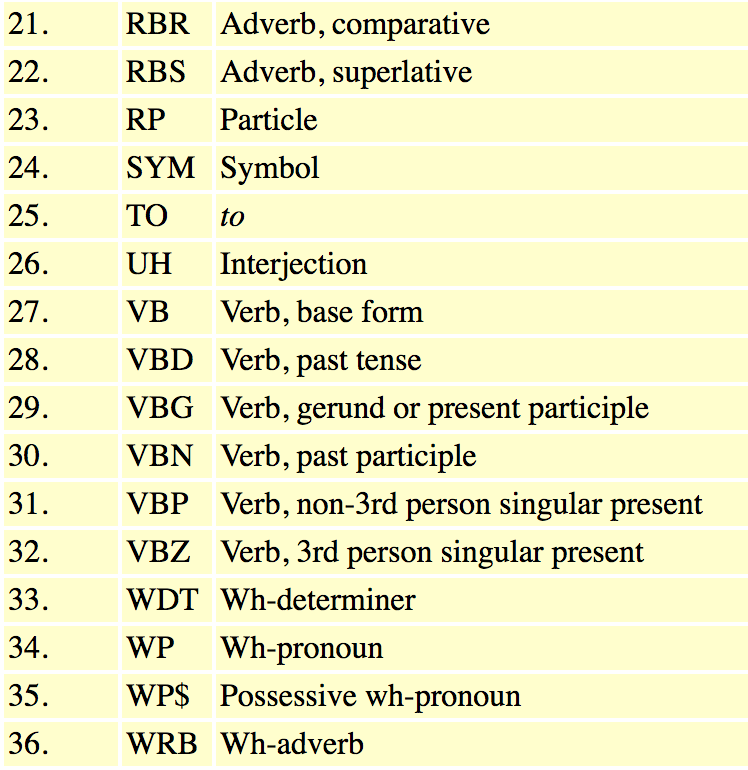 21. RBR Adverb, comparative
22. RBS Adverb, superlative
23. RP Particle
24. SYM Symbol
25. TO to
26. UH Interjection
27. VB Verb, base form
28. VBD Verb, past tense
29. VBG Verb, gerund or present participle
30. VBN Verb, past participle
31. VBP Verb, non-3rd person singular present
32. VBZ Verb, 3rd person singular present
33. WDT Wh-determiner
34. WP Wh-pronoun
35. WP$ Possessive wh-pronoun
36. WRB Wh-adverb